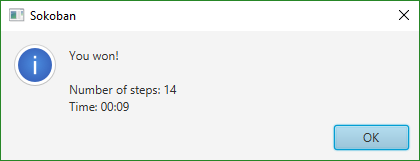 Sokoban
You won!
Number of steps: 14
Time: 00:09
OK